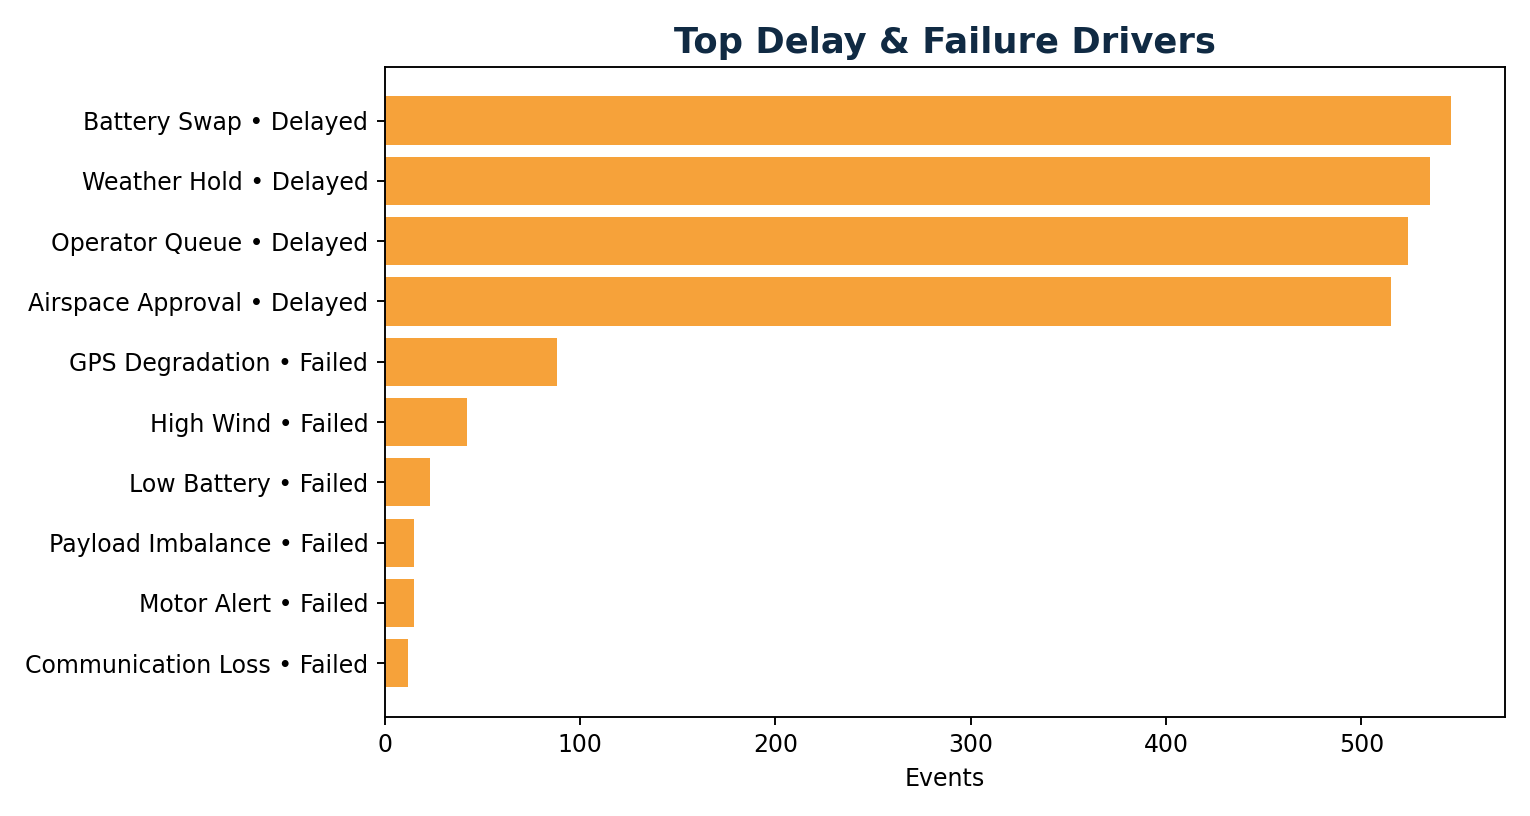 Top Delay & Failure Drivers
Battery Swap • Delayed
Weather Hold • Delayed
Operator Queue • Delayed
Airspace Approval • Delayed
GPS Degradation • Failed
High Wind • Failed
Low Battery • Failed
Payload Imbalance • Failed
Motor Alert • Failed
Communication Loss • Failed
0 100 200 300 400 500
Events